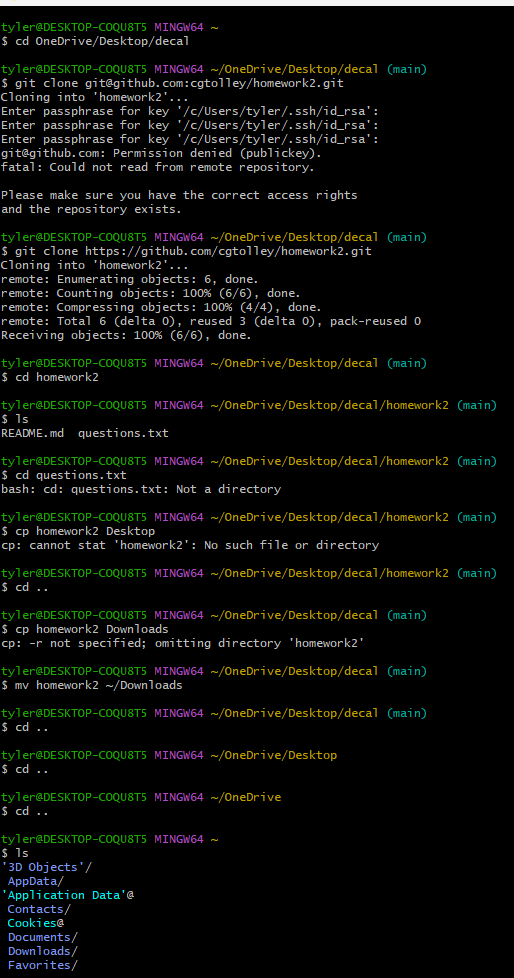 tyler@DESKTOP-COQU8T5 MINGW64 ~
$ cd OneDrive/Desktop/decal
tyler@DESKTOP-COQU8T5 MINGW64 ~/OneDrive/Desktop/decal (main)
$ git clone git@github.com:cgtolley/homework2.git
Cloning into 'homework2'...
Enter passphrase for key '/c/Users/tyler/.ssh/id_rsa':
Enter passphrase for key '/c/Users/tyler/.ssh/id_rsa':
Enter passphrase for key '/c/Users/tyler/.ssh/id_rsa':
git@github.com: Permission denied (publickey).
fatal: Could not read from remote repository.
Please make sure you have the correct access rights
and the repository exists.
tyler@DESKTOP-COQU8T5 MINGW64 ~/OneDrive/Desktop/decal (main)
$ git clone https://github.com/cgtolley/homework2.git
Cloning into 'homework2'...
remote: Enumerating objects: 6, done.
remote: Counting objects: 100% (6/6), done.
remote: Compressing objects: 100% (4/4), done.
remote: Total 6 (delta 0), reused 3 (delta 0), pack-reused 0
Receiving objects: 100% (6/6), done.
tyler@DESKTOP-COQU8T5 MINGW64 ~/OneDrive/Desktop/decal (main)
$ cd homework2
tyler@DESKTOP-COQU8T5 MINGW64 ~/OneDrive/Desktop/decal/homework2 (main)
$ ls
README.md  questions.txt
tyler@DESKTOP-COQU8T5 MINGW64 ~/OneDrive/Desktop/decal/homework2 (main)
$ cd questions.txt
bash: cd: questions.txt: Not a directory
tyler@DESKTOP-COQU8T5 MINGW64 ~/OneDrive/Desktop/decal/homework2 (main)
$ cp homework2 Desktop
cp: cannot stat 'homework2': No such file or directory
tyler@DESKTOP-COQU8T5 MINGW64 ~/OneDrive/Desktop/decal/homework2 (main)
$ cd ..
tyler@DESKTOP-COQU8T5 MINGW64 ~/OneDrive/Desktop/decal (main)
$ cp homework2 Downloads
cp: -r not specified; omitting directory 'homework2'
tyler@DESKTOP-COQU8T5 MINGW64 ~/OneDrive/Desktop/decal (main)
$ mv homework2 ~/Downloads
tyler@DESKTOP-COQU8T5 MINGW64 ~/OneDrive/Desktop/decal (main)
$ cd ..
tyler@DESKTOP-COQU8T5 MINGW64 ~/OneDrive/Desktop
$ cd ..
tyler@DESKTOP-COQU8T5 MINGW64 ~/OneDrive
$ cd ..
tyler@DESKTOP-COQU8T5 MINGW64 ~
$ ls
'3D Objects'/
AppData/
'Application Data'@
Contacts/
Cookies@
Documents/
Downloads/
Favorites/